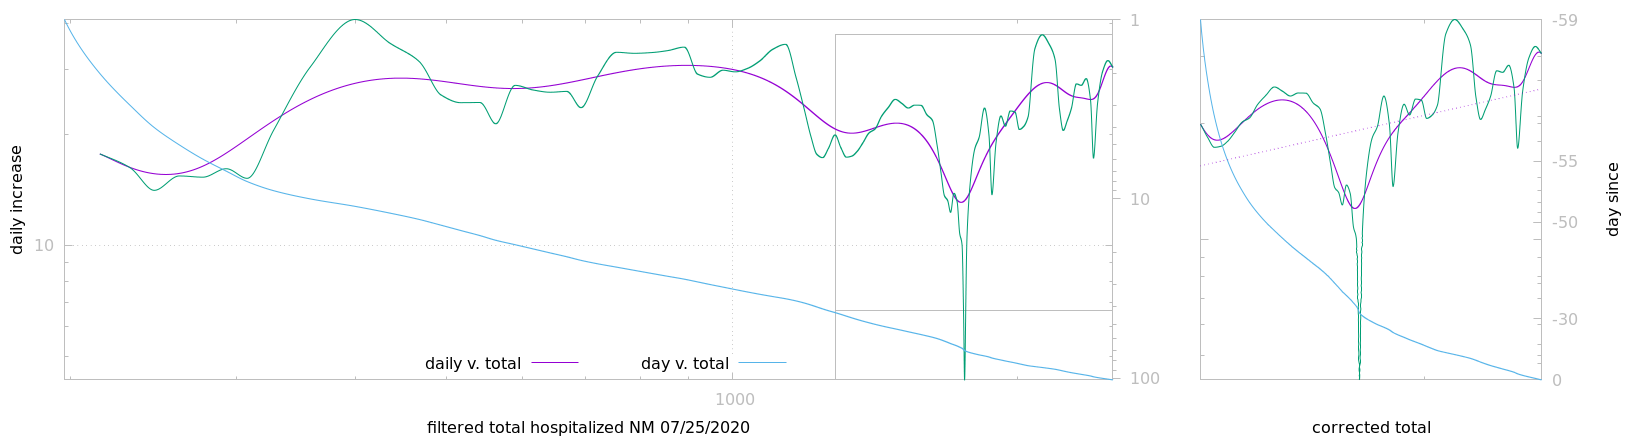 daily increase
10
daily v. total
day v. total
1000
filtered total hospitalized NM 07/25/2020
1
10
100
-59
-55
-50
-30
0
day since
corrected total